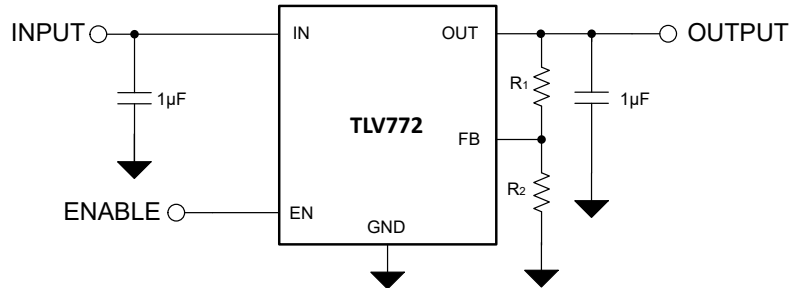 INPUT
IN
OUT
OUTPUT
1µF
R1
1µF
TLV772
FB
R2
ENABLE
EN
GND